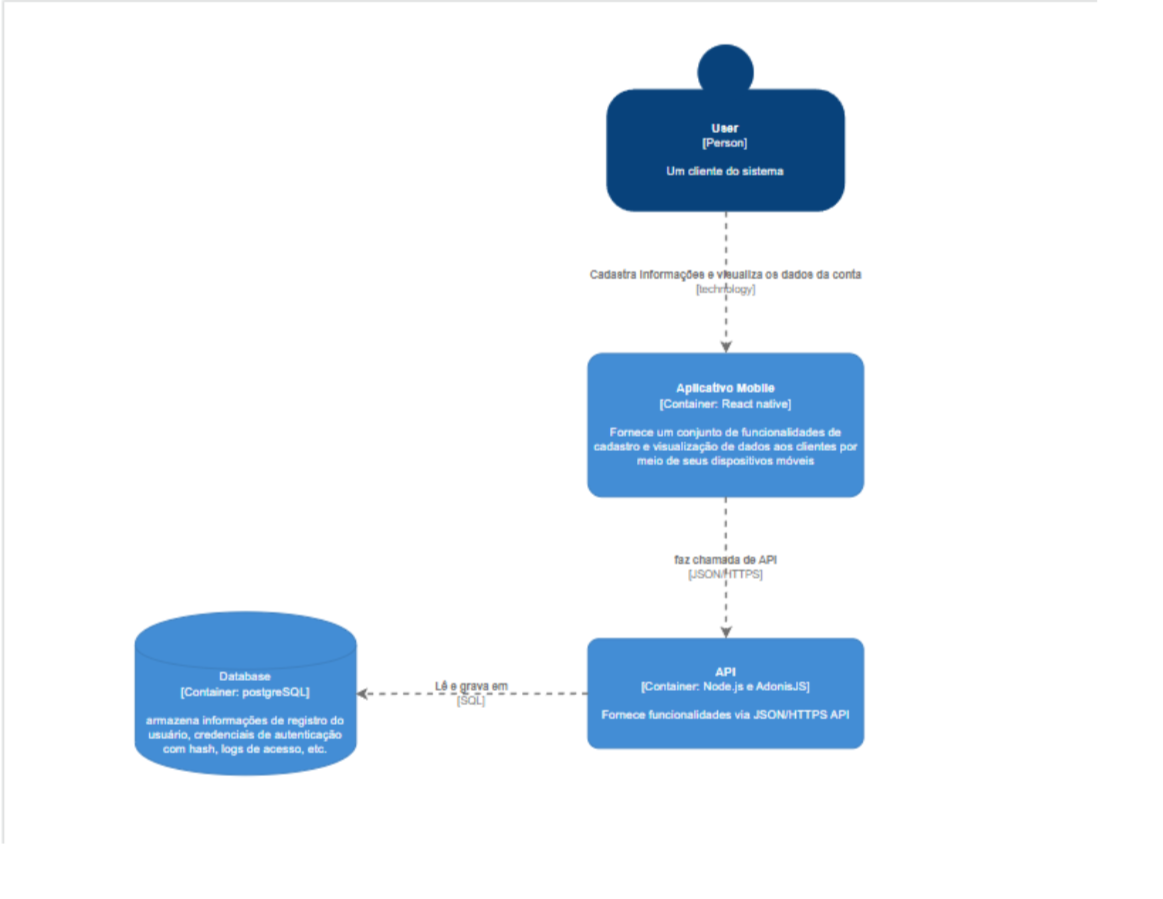 User
[Person]
Um cliente do sistema
Cadastra informações e visualiza os dados da conta
[technology]
Aplicativo Mobile
[Container: React native]
Fornece um conjunto de funcionalidades de
cadastro e visualização de dados aos clientes por
meio de seus dispositivos móveis
faz chamada de API
[JSON/HTTPS]
API
[Container: Node.js e AdonisJS]
Fornece funcionalidades via JSON/HTTPS API
Lê e grava em
[SQL]
Database
[Container: postgreSQL]
armazena informações de registro do
usuário, credenciais de autenticação
com hash, logs de acesso, etc.